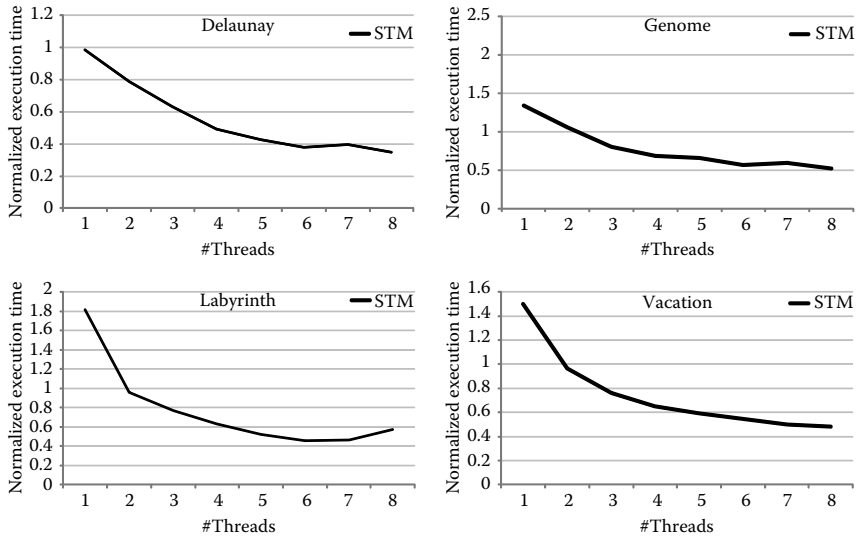 Delaunay
STM
Normalized execution time
1.2
1
0.8
0.6
0.4
0.2
0
1 2 3 4 5 6 7 8
#Threads
Genome
STM
Normalized execution time
2.5
2
1.5
1
0.5
0
1 2 3 4 5 6 7 8
#Threads
Labyrinth
STM
Normalized execution time
2
1.8
1.6
1.4
1.2
1
0.8
0.6
0.4
0.2
0
1 2 3 4 5 6 7 8
#Threads
Vacation
STM
Normalized execution time
1.6
1.4
1.2
1
0.8
0.6
0.4
0.2
0
1 2 3 4 5 6 7 8
#Threads